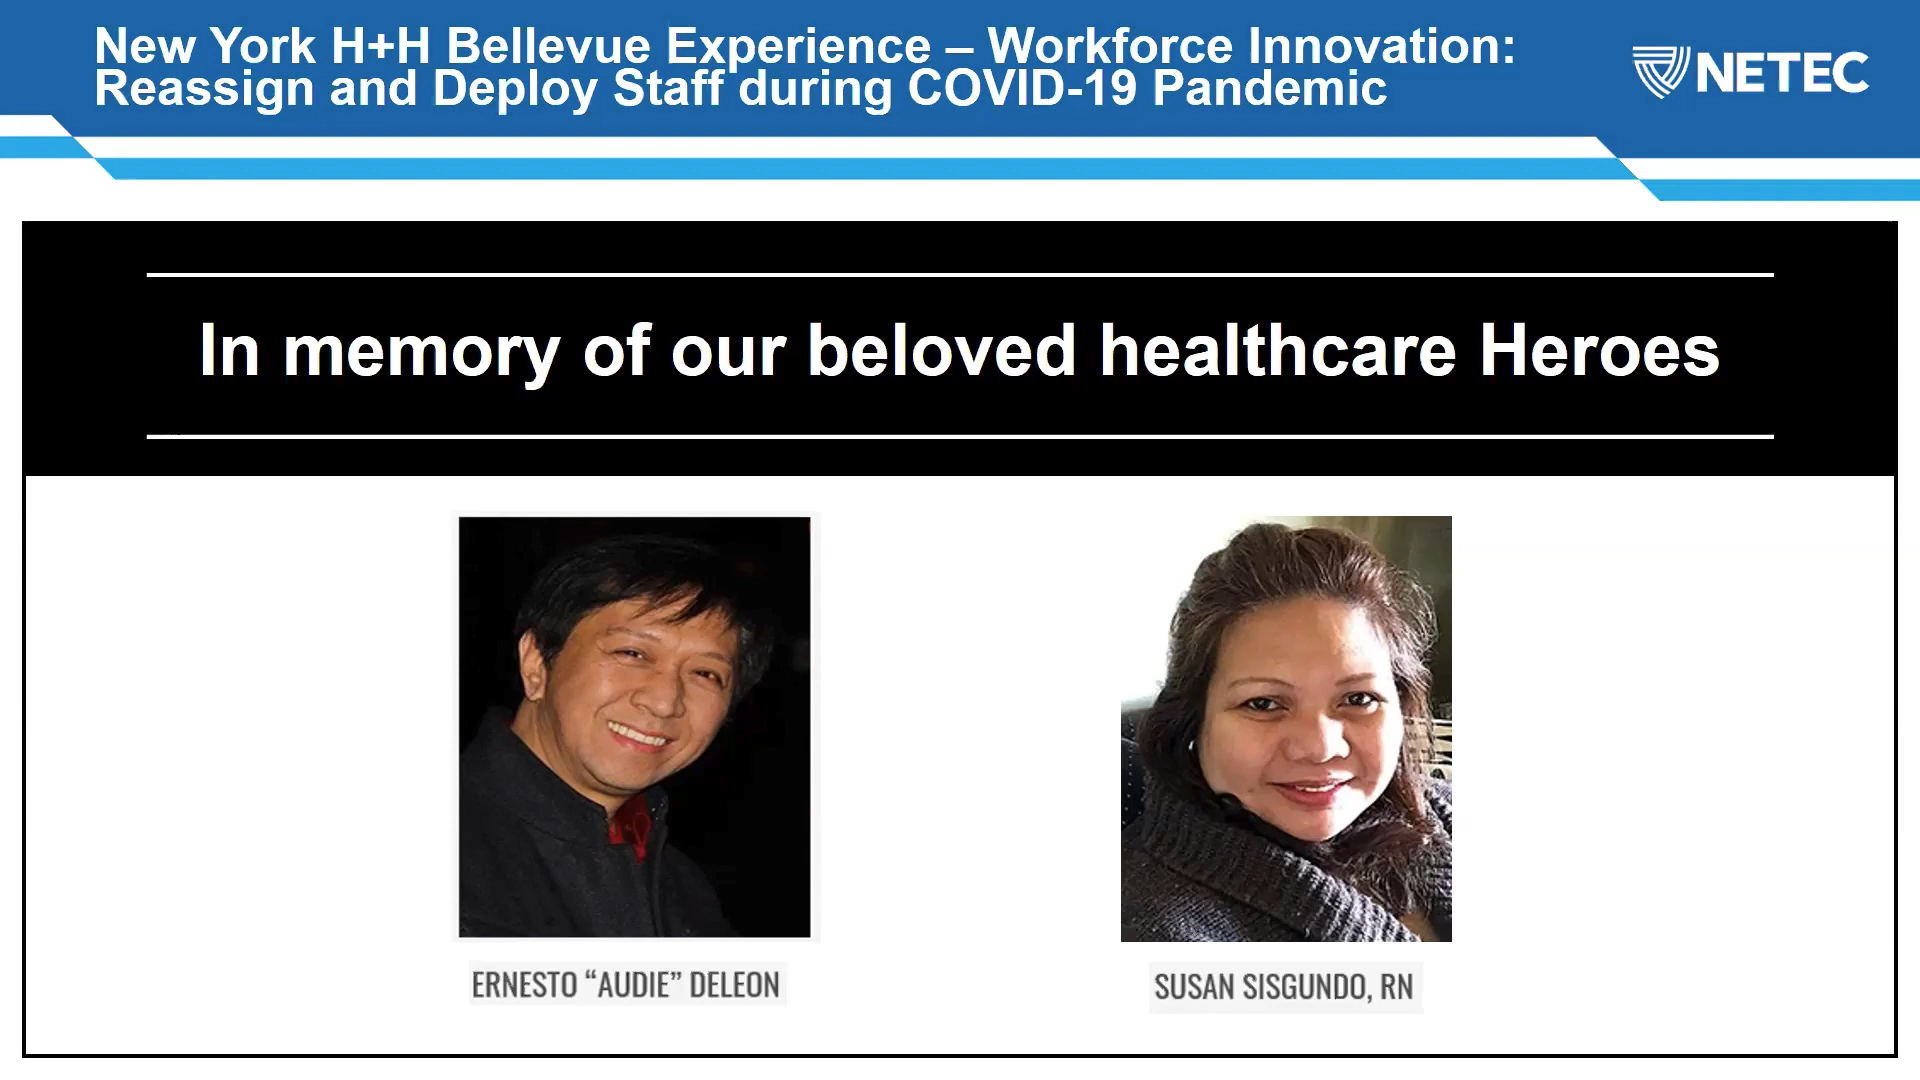 New York H+H Bellevue Experience – Workforce Innovation:
Reassign and Deploy Staff during COVID-19 Pandemic
NETEC
In memory of our beloved healthcare Heroes
ERNESTO “AUDIE” DELEON
SUSAN SISGUNDO, RN